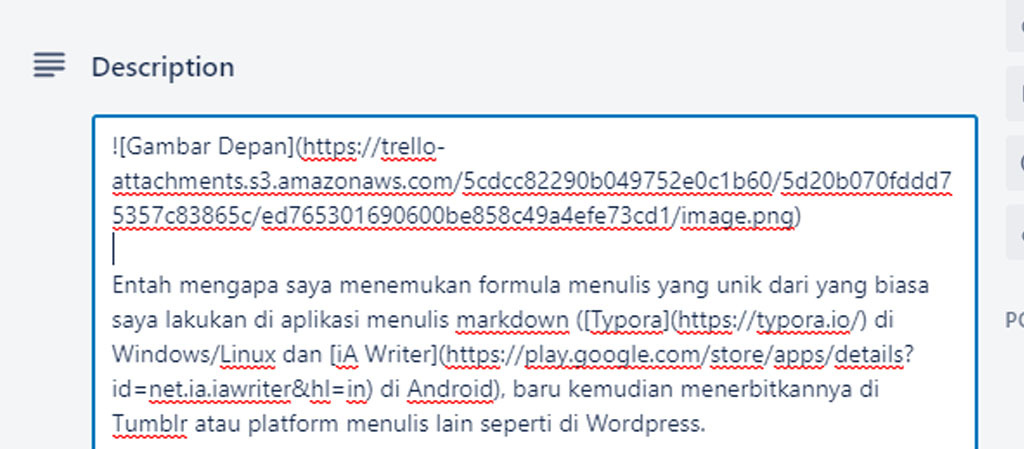 Description
![Gambar Depan](https://trello-
attachments.s3.amazonaws.com/5cdcc82290b049752e0c1b60/5d20b070fddd7
5357c83865c/ed765301690600be858c49a4efe73cd1/image.png)
Entah mengapa saya menemukan formula menulis yang unik dari yang biasa
saya lakukan di aplikasi menulis markdown ([Typora](https://typora.io/) di
Windows/Linux dan [iA Writer](https://play.google.com/store/apps/details?
id=net.ia.iawriter&hl=in) di Android), baru kemudian menerbitkannya di
Tumblr atau platform menulis lain seperti di Wordpress.